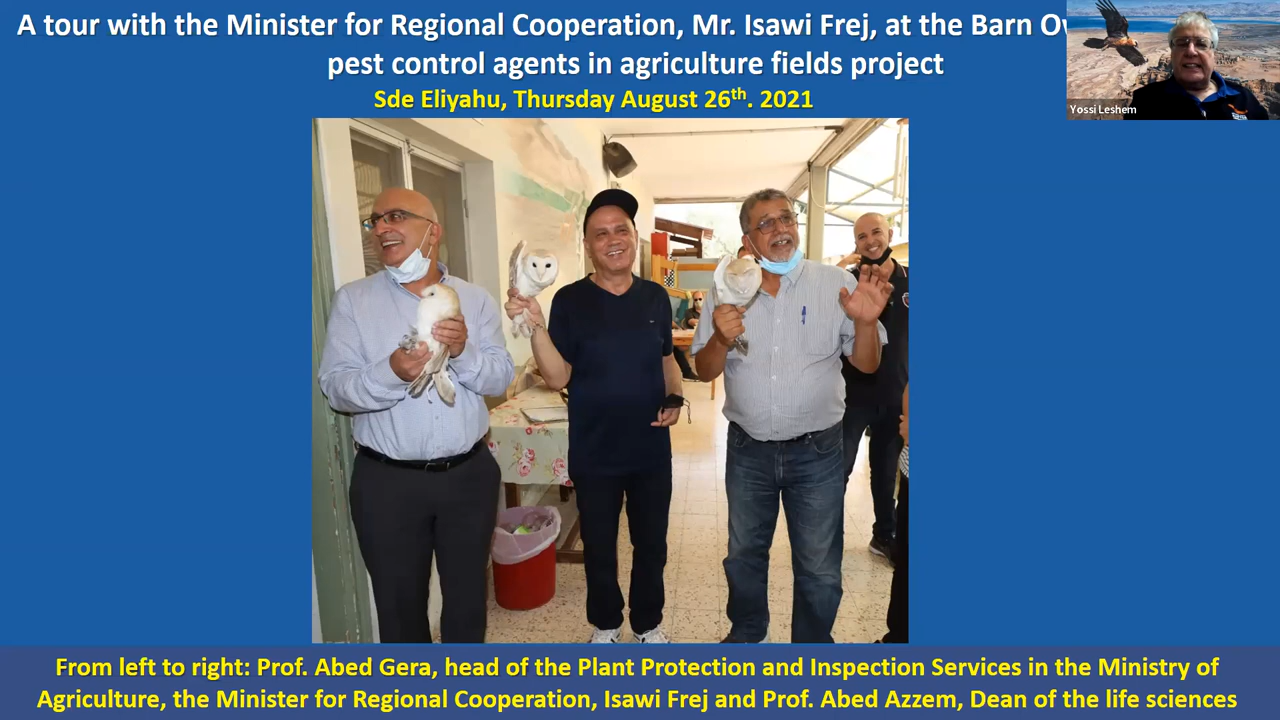 A tour with the Minister for Regional Cooperation, Mr. Isawi Frej, at the Barn
pest control agents in agriculture fields project
Sde Eliyahu, Thursday August 26th. 2021
Yossi Leshem
From left to right: Prof. Abed Gera, head of the Plant Protection and Inspection Services in the Ministry of
Agriculture, the Minister for Regional Cooperation, Isawi Frej and Prof. Abed Azzem, Dean of the life sciences